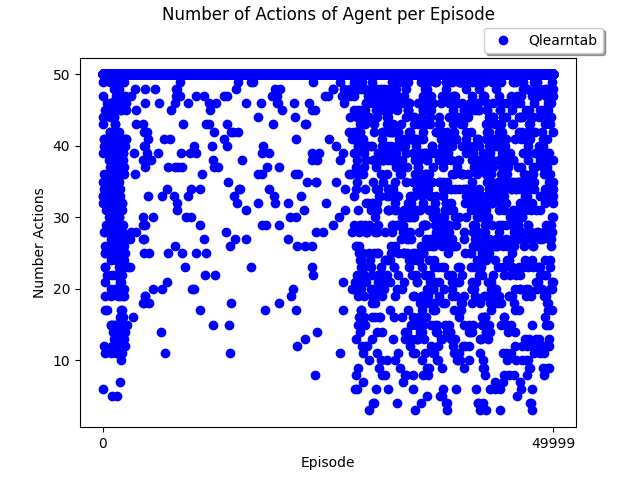 Number of Actions of Agent per Episode
Qlearntab
50
40
30
20
10
Number Actions
0
49999
Episode